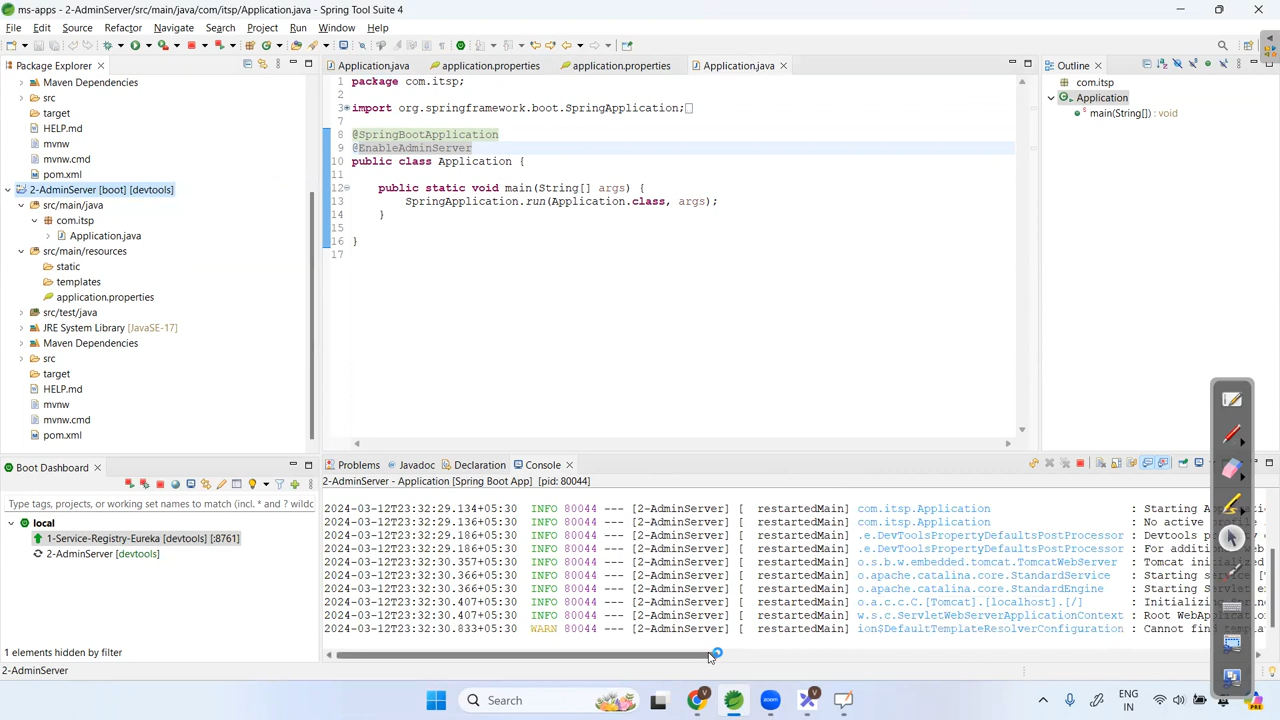 ms-apps - 2-AdminServer/src/main/java/com/itsp/Application.java - Spring Tool Suite 4
File Edit Source Refactor Navigate Search Project Run Window Help
Package Explorer
Maven Dependencies
src
target
HELP.md
mvnw
mvnw.cmd
pom.xml
2-AdminServer [boot] [devtools]
src/main/java
com.itsp
Application.java
src/main/resources
static
templates
application.properties
src/test/java
JRE System Library [JavaSE-17]
Maven Dependencies
src
target
HELP.md
mvnw
mvnw.cmd
pom.xml
Application.java application.properties application.properties Application.java
1 package com.itsp;
2
3 import org.springframework.boot.SpringApplication;
7
8 @SpringBootApplication
9 @EnableAdminServer
10 public class Application {
11
12 public static void main(String[] args) {
13 SpringApplication.run(Application.class, args);
14 }
15
16 }
17
Outline
com.itsp
Application
main(String[]) : void
Boot Dashboard
Type tags, projects, or working set names to match (incl. * and ? wildc
local
1-Service-Registry-Eureka [devtools] [:8761]
2-AdminServer [devtools]
1 elements hidden by filter
2-AdminServer
Problems Javadoc Declaration Console
2-AdminServer - Application [Spring Boot App] [pid: 80044]
2024-03-12T23:32:29.134+05:30 INFO 80044 --- [2-AdminServer] [ restartedMain] com.itsp.Application : Starting
2024-03-12T23:32:29.136+05:30 INFO 80044 --- [2-AdminServer] [ restartedMain] com.itsp.Application : No active
2024-03-12T23:32:29.186+05:30 INFO 80044 --- [2-AdminServer] [ restartedMain] .e.DevToolsPropertyDefaultsPostProcessor : Devtools
2024-03-12T23:32:29.186+05:30 INFO 80044 --- [2-AdminServer] [ restartedMain] .e.DevToolsPropertyDefaultsPostProcessor : For
2024-03-12T23:32:30.357+05:30 INFO 80044 --- [2-AdminServer] [ restartedMain] o.s.b.w.embedded.tomcat.TomcatWebServer : Tomcat
2024-03-12T23:32:30.366+05:30 INFO 80044 --- [2-AdminServer] [ restartedMain] o.apache.catalina.core.StandardService : Starting
2024-03-12T23:32:30.366+05:30 INFO 80044 --- [2-AdminServer] [ restartedMain] o.apache.catalina.core.StandardEngine : Starting
2024-03-12T23:32:30.407+05:30 INFO 80044 --- [2-AdminServer] [ restartedMain] o.a.c.c.C.[Tomcat].[localhost].[/] :
2024-03-12T23:32:30.407+05:30 INFO 80044 --- [2-AdminServer] [ restartedMain] w.s.c.ServletWebServerApplicationContext : Root
2024-03-12T23:32:30.833+05:30 WARN 80044 --- [2-AdminServer] [ restartedMain] ion$DefaultTemplateResolverConfiguration : Cannot find
Search
ENG
IN